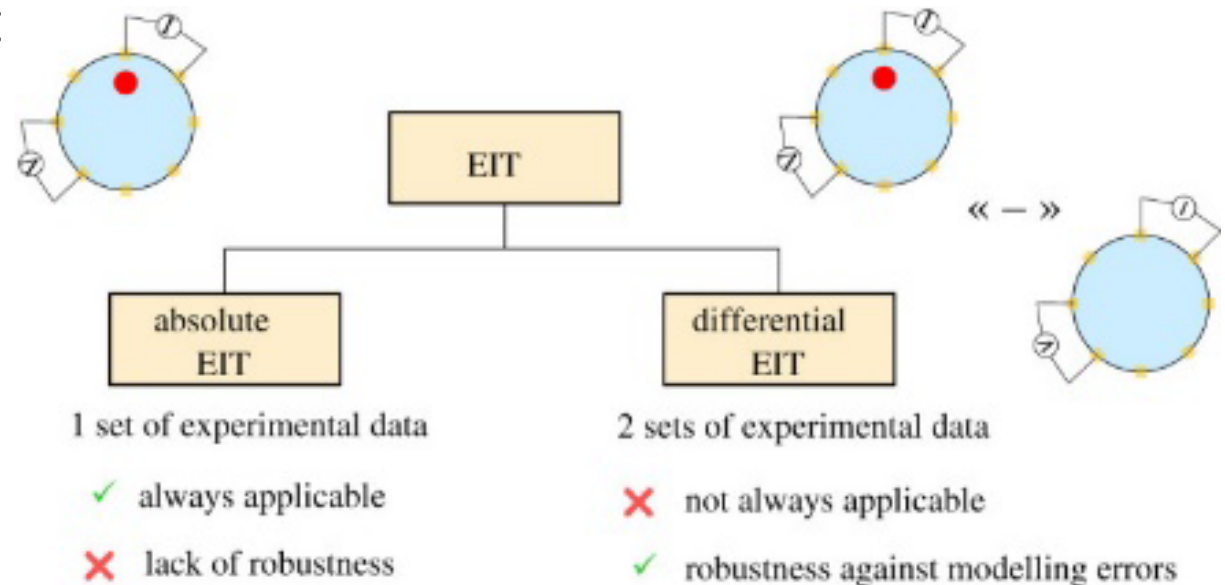 EIT
« – »
absolute
EIT
differential
EIT
1 set of experimental data
2 sets of experimental data
always applicable
not always applicable
lack of robustness
robustness against modelling errors